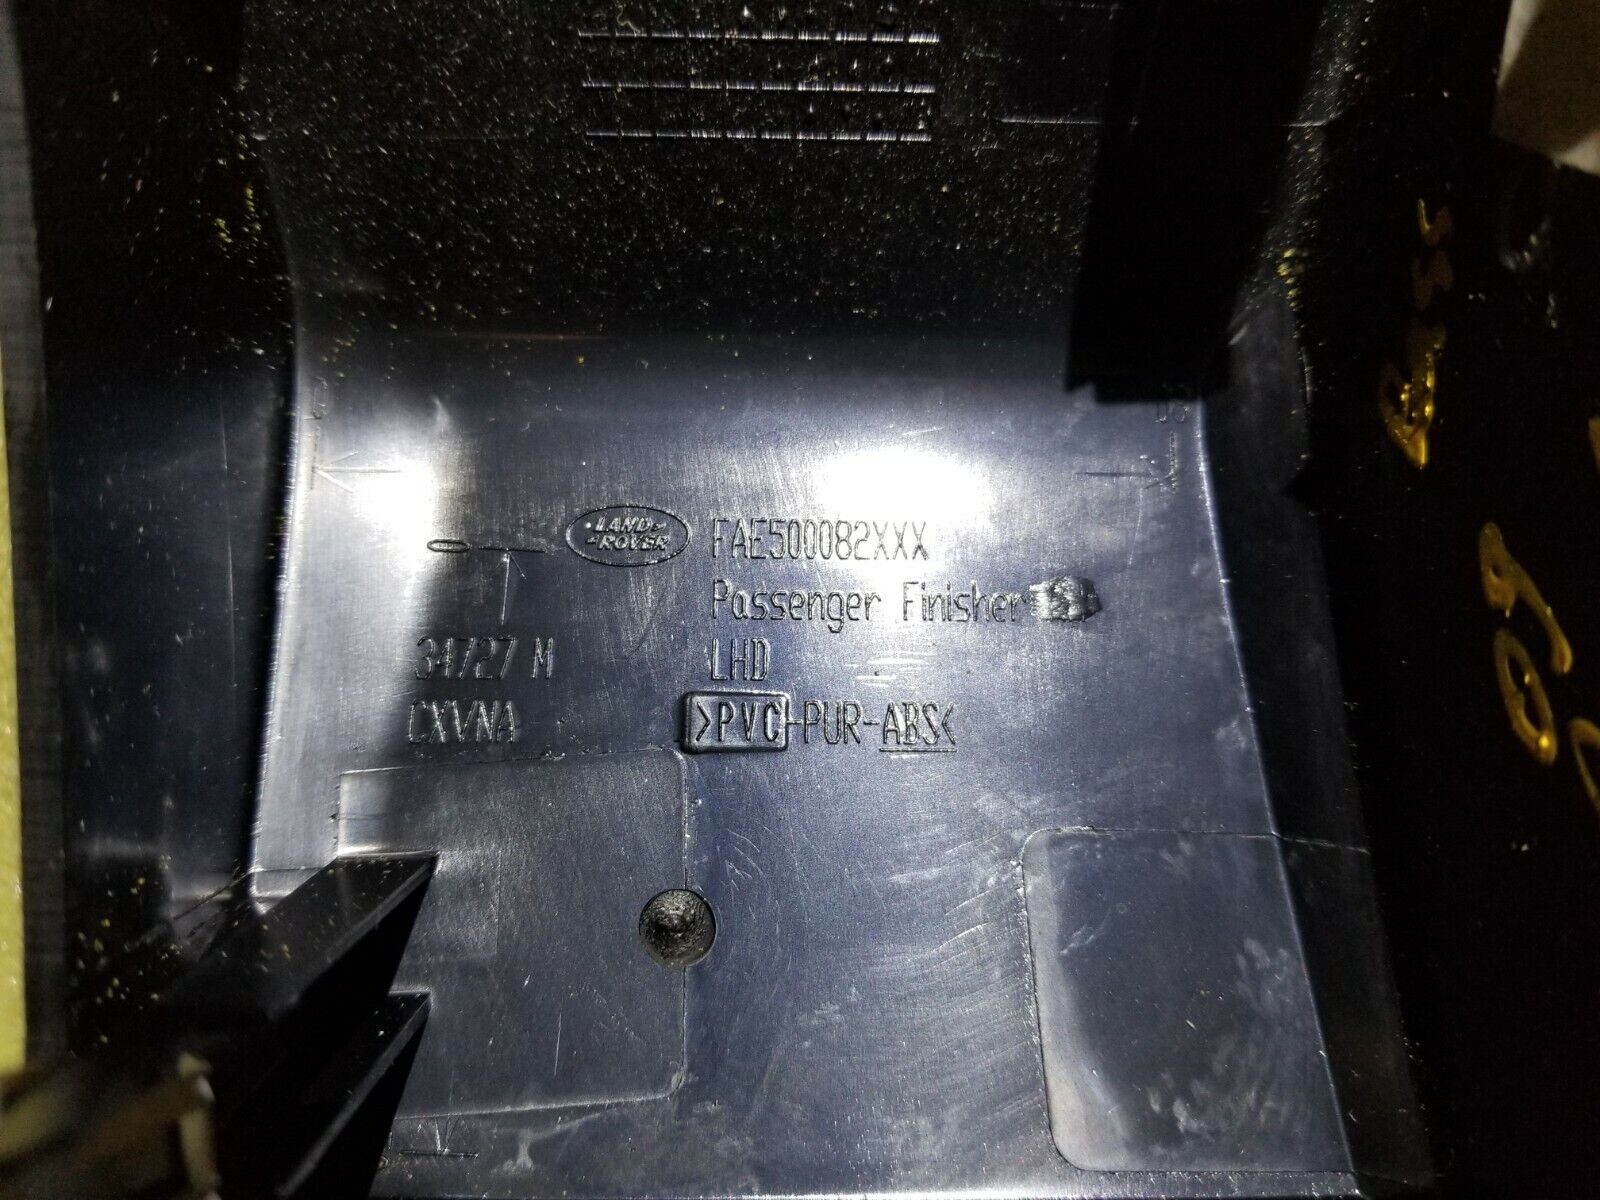 LAND-
-ROVER
FAE500082XXX
Passenger Finisher
34727 M
LHD
CXVNA
>PVC-PUR-ABS<